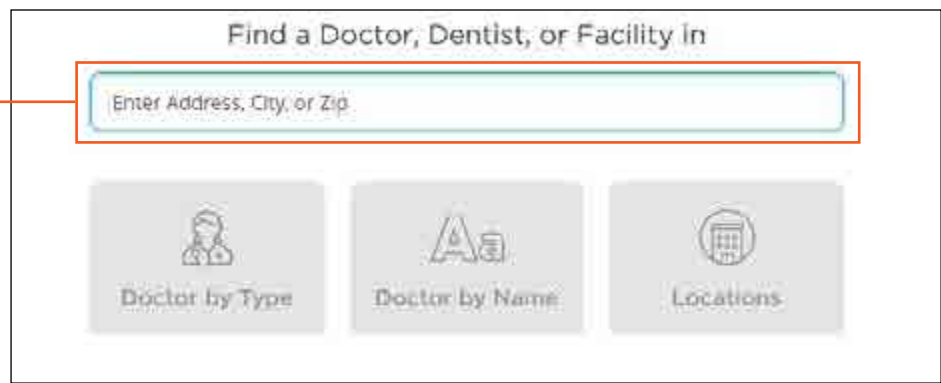 Find a Doctor, Dentist, or Facility in
Enter Address, City, or Zip
Doctor by Type
Doctor by Name
Locations